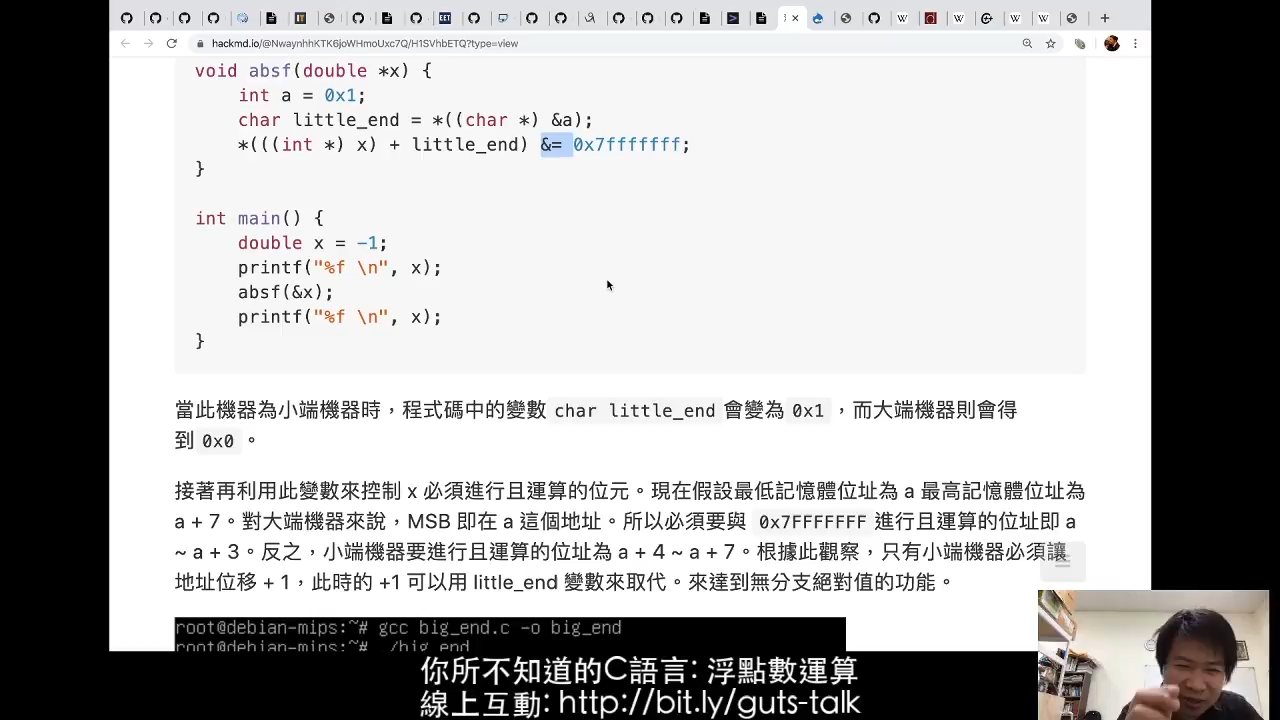 hackmd.io/@NwaynhhKTK6joWHmoUxc7Q/H1SVhbETQ?type=view
void absf(double *x) {
int a = 0x1;
char little_end = *((char *) &a);
*(((int *) x) + little_end) &= 0x7fffffff;
}
int main() {
double x = -1;
printf("%f \n", x);
absf(&x);
printf("%f \n", x);
}
當此機器為小端機器時，程式碼中的變數 char little_end 會變為 0x1 ，而大端機器則會得
到 0x0 。
接著再利用此變數來控制 x 必須進行且運算的位元。現在假設最低記憶體位址為 a 最高記憶體位址為
a + 7。對大端機器來說，MSB 即在 a 這個地址。所以必須要與 0x7FFFFFFF 進行且運算的位址即 a
~ a + 3。反之，小端機器要進行且運算的位址為 a + 4 ~ a + 7。根據此觀察，只有小端機器必須讓
地址位移 + 1，此時的 +1 可以用 little_end 變數來取代。來達到無分支絕對值的功能。
root@debian-mips:~# gcc big_end.c -o big_end
root@debian-mips:~# ./big_end
你所不知道的C語言: 浮點數運算
線上互動: http://bit.ly/guts-talk